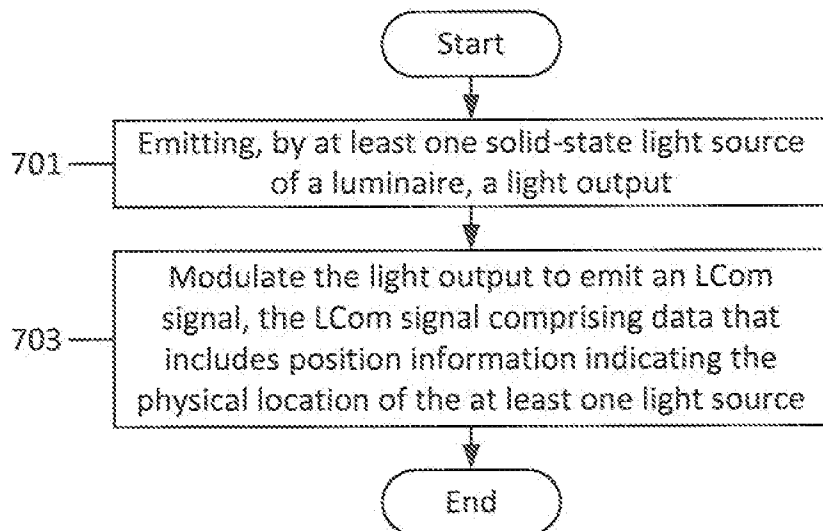 Start
701
Emitting, by at least one solid-state light source
of a luminaire, a light output
703
Modulate the light output to emit an LCom
signal, the LCom signal comprising data that
includes position information indicating the
physical location of the at least one light source
End